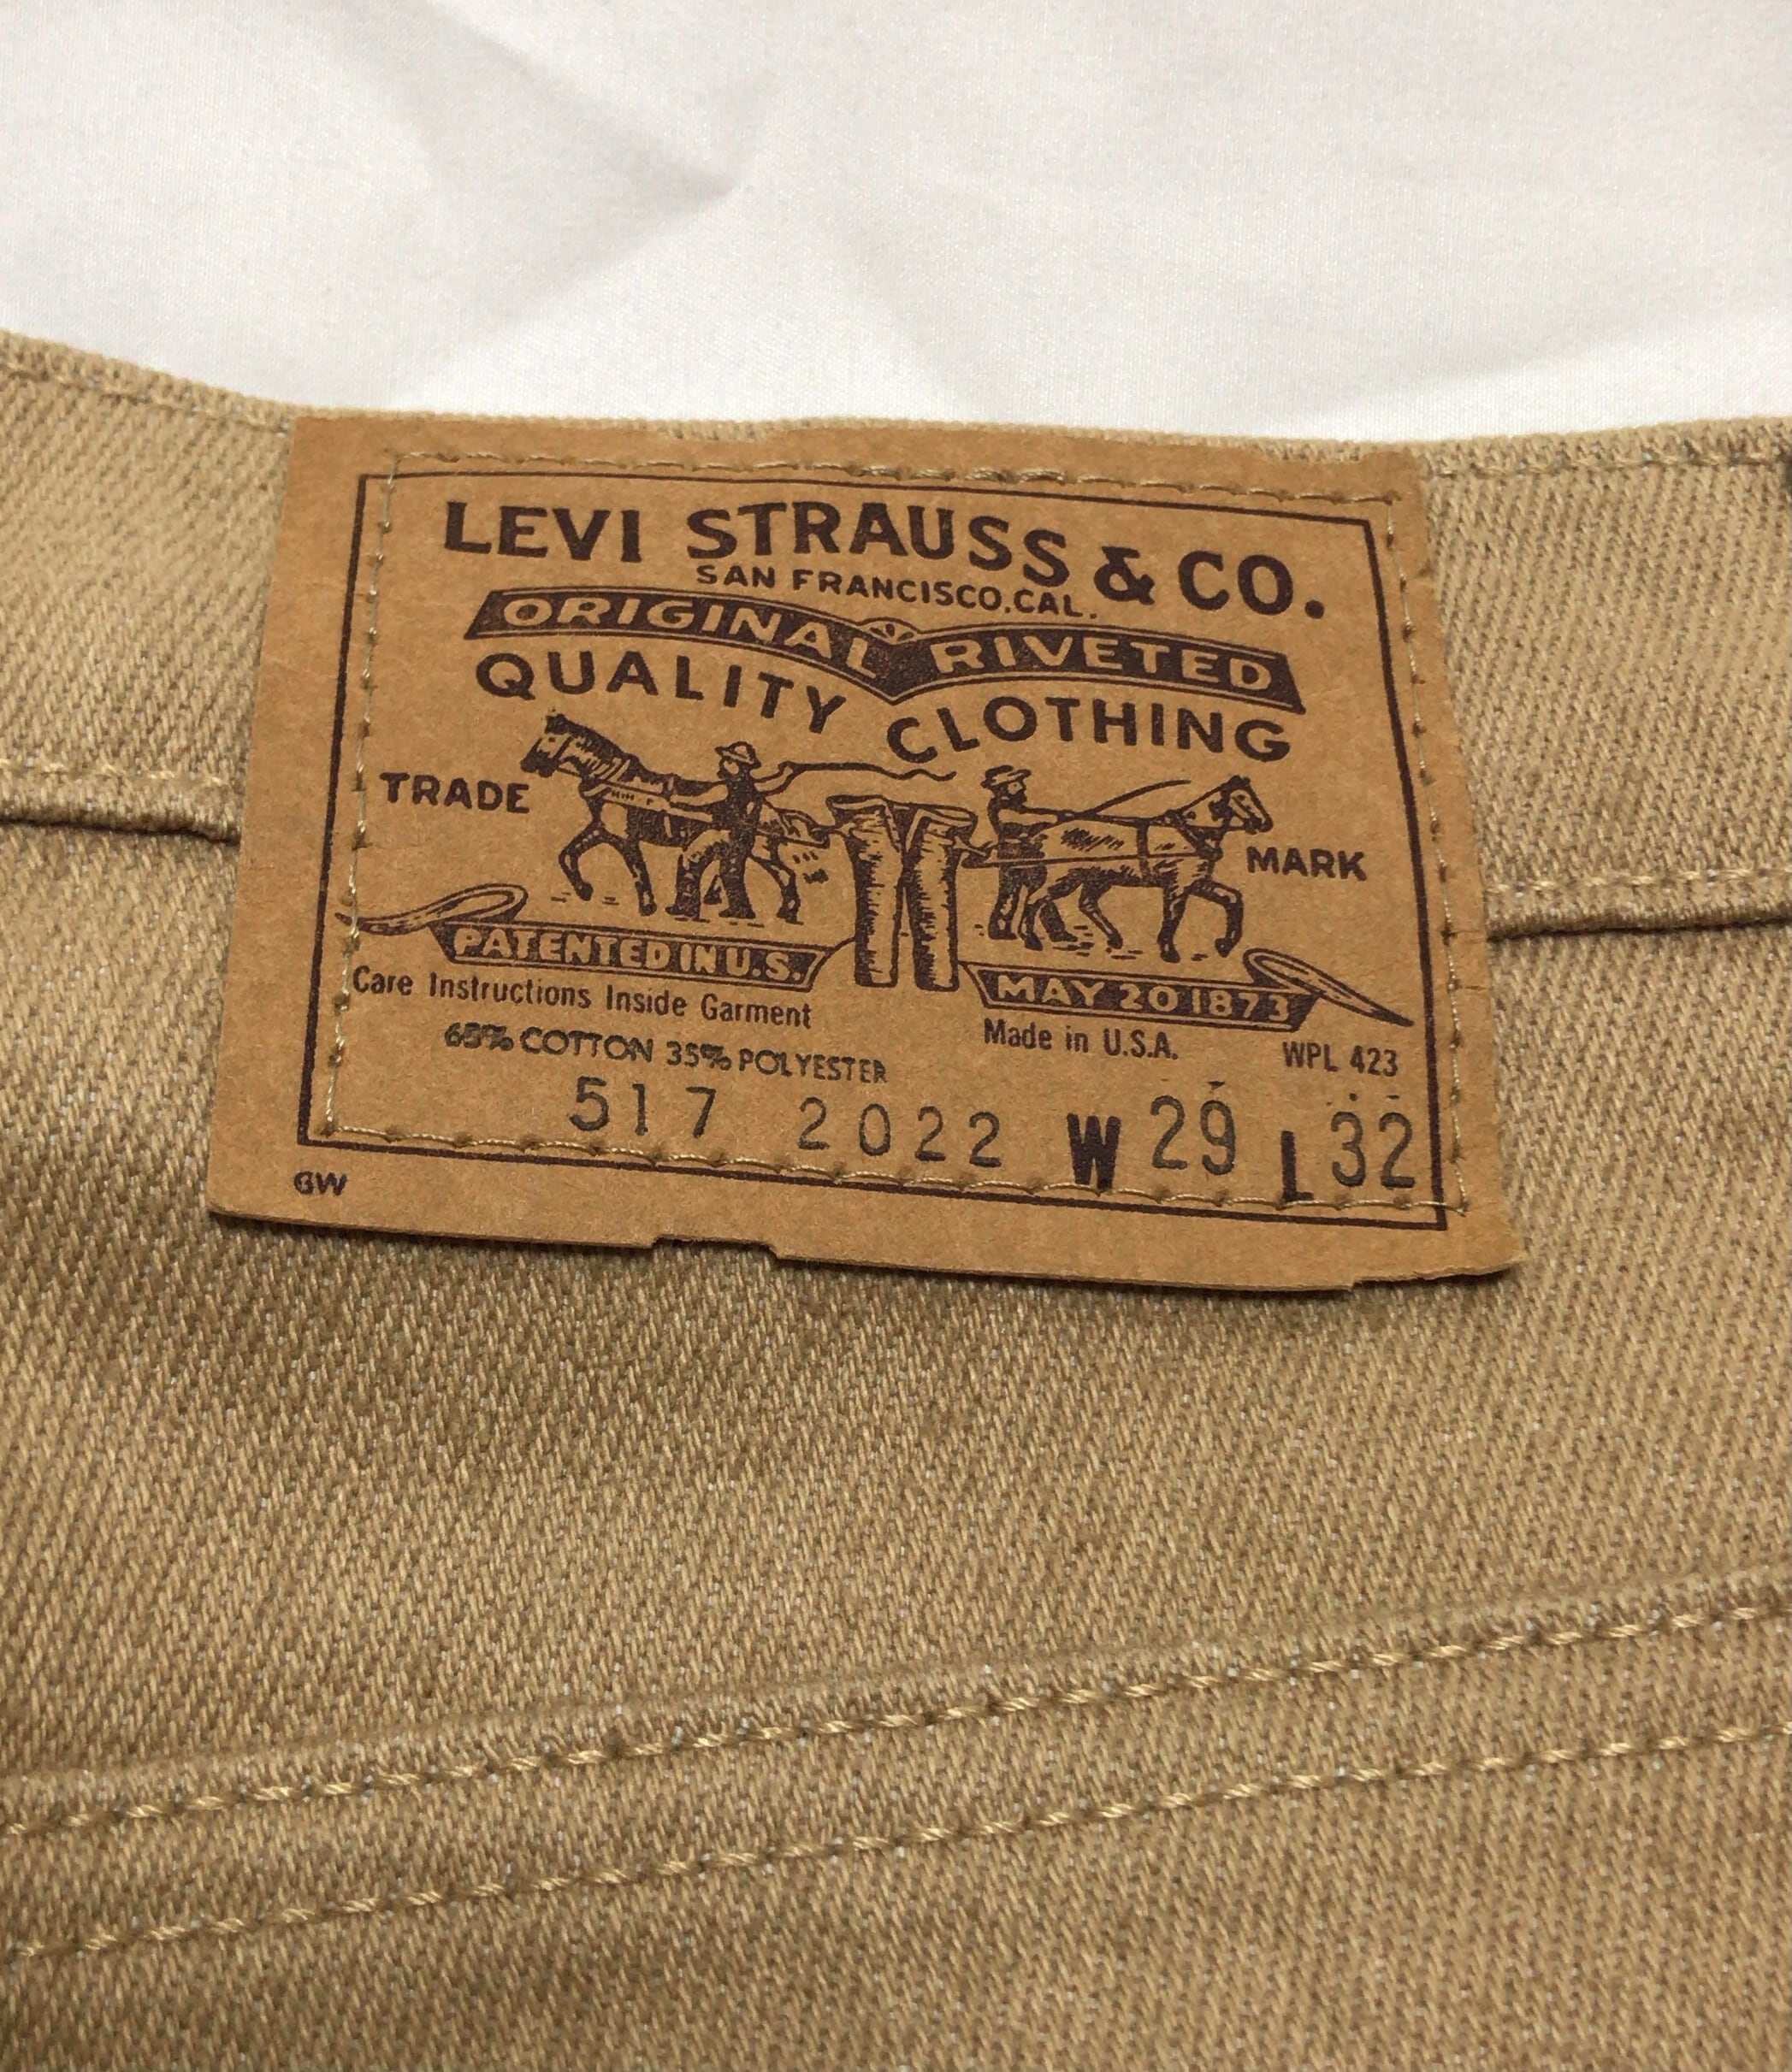 LEVI STRAUSS & CO.
SAN FRANCISCO, CAL.
ORIGINAL RIVETED
QUALITY CLOTHING
TRADE MARK
PATENTED IN U.S. MAY 20 1873
Care Instructions Inside Garment Made in U.S.A. WPL 423
65% COTTON 35% POLYESTER
517 2022 W 29 L 32
GW